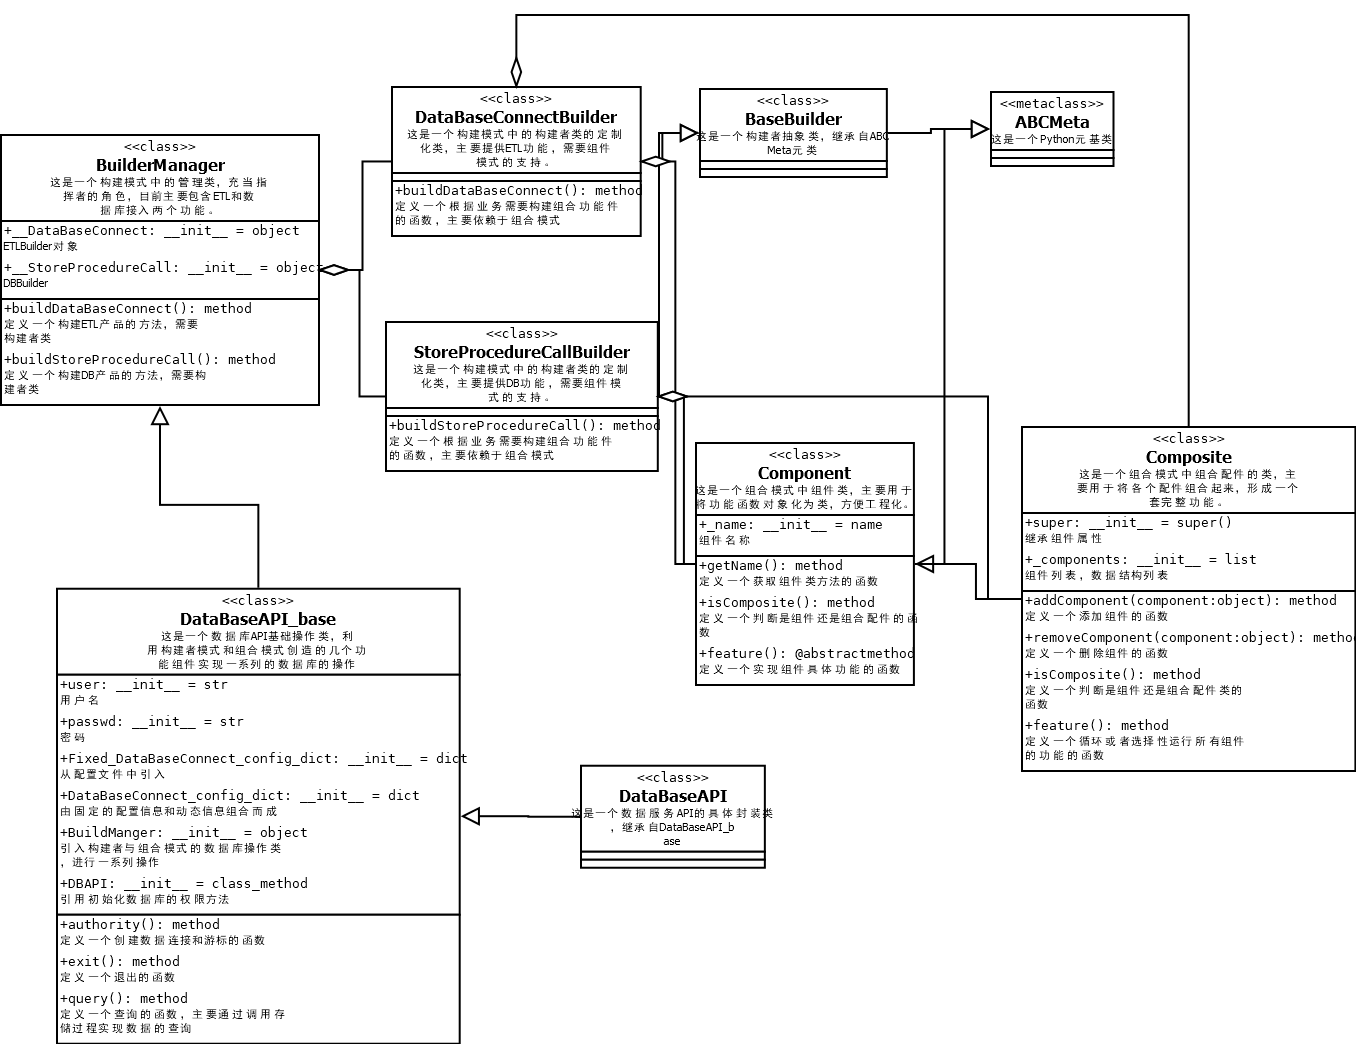 <<class>>
BuilderManager
这是一个构建模式中的管理类，充当指
挥者的角色，目前主要包含ETL和数
据库接入两个功能。
+__DataBaseConnect: __init__ = object
ETLBuilder对象
+__StoreProcedureCall: __init__ = object
DBBuilder
+buildDataBaseConnect(): method
定义一个构建ETL产品的方法，需要
构建者类
+buildStoreProcedureCall(): method
定义一个构建DB产品的方法，需要构
建者类
<<class>>
DataBaseConnectBuilder
这是一个构建模式中的构建者类的定制
化类，主要提供ETL功能，需要组件
模式的支持。
+buildDataBaseConnect(): method
定义一个根据业务需要构建组合功能件
的函数，主要依赖于组合模式
<<class>>
BaseBuilder
这是一个构建者抽象类，继承自ABC
Meta元类
<<metaclass>>
ABCMeta
这是一个Python元基类
<<class>>
StoreProcedureCallBuilder
这是一个构建模式中的构建者类的定制
化类，主要提供DB功能，需要组件模
式的支持。
+buildStoreProcedureCall(): method
定义一个根据业务需要构建组合功能件
的函数，主要依赖于组合模式
<<class>>
Component
这是一个组合模式中组件类，主要用于
将功能函数对象化为类，方便工程化。
+_name: __init__ = name
组件名称
+getName(): method
定义一个获取组件类方法的函数
+isComposite(): method
定义一个判断是组件还是组合配件的函
数
+feature(): @abstractmethod
定义一个实现组件具体功能的函数
<<class>>
Composite
这是一个组合模式中组合配件的类，主
要用于将各个配件组合起来，形成一个
套完整功能。
+super: __init__ = super()
继承组件属性
+_components: __init__ = list
组件列表，数据结构列表
+addComponent(component:object): method
定义一个添加组件的函数
+removeComponent(component:object): metho
定义一个删除组件的函数
+isComposite(): method
定义一个判断是组件还是组合配件类的
函数
+feature(): method
定义一个循环或者选择性运行所有组件
的功能的函数
<<class>>
DataBaseAPI_base
这是一个数据库API基础操作类，利
用构建者模式和组合模式创造的几个功
能组件实现一系列的数据库的操作
+user: __init__ = str
用户名
+passwd: __init__ = str
密码
+Fixed_DataBaseConnect_config_dict: __init__ = dict
从配置文件中引入
+DataBaseConnect_config_dict: __init__ = dict
由固定的配置信息和动态信息组合而成
+BuildManger: __init__ = object
引入构建者与组合模式的数据库操作类
，进行一系列操作
+DBAPI: __init__ = class_method
引用初始化数据库的权限方法
+authority(): method
定义一个创建数据连接和游标的函数
+exit(): method
定义一个退出的函数
+query(): method
定义一个查询的函数，主要通过调用存
储过程实现数据的查询
<<class>>
DataBaseAPI
这是一个数据服务API的具体封装类
，继承自DataBaseAPI_b
ase